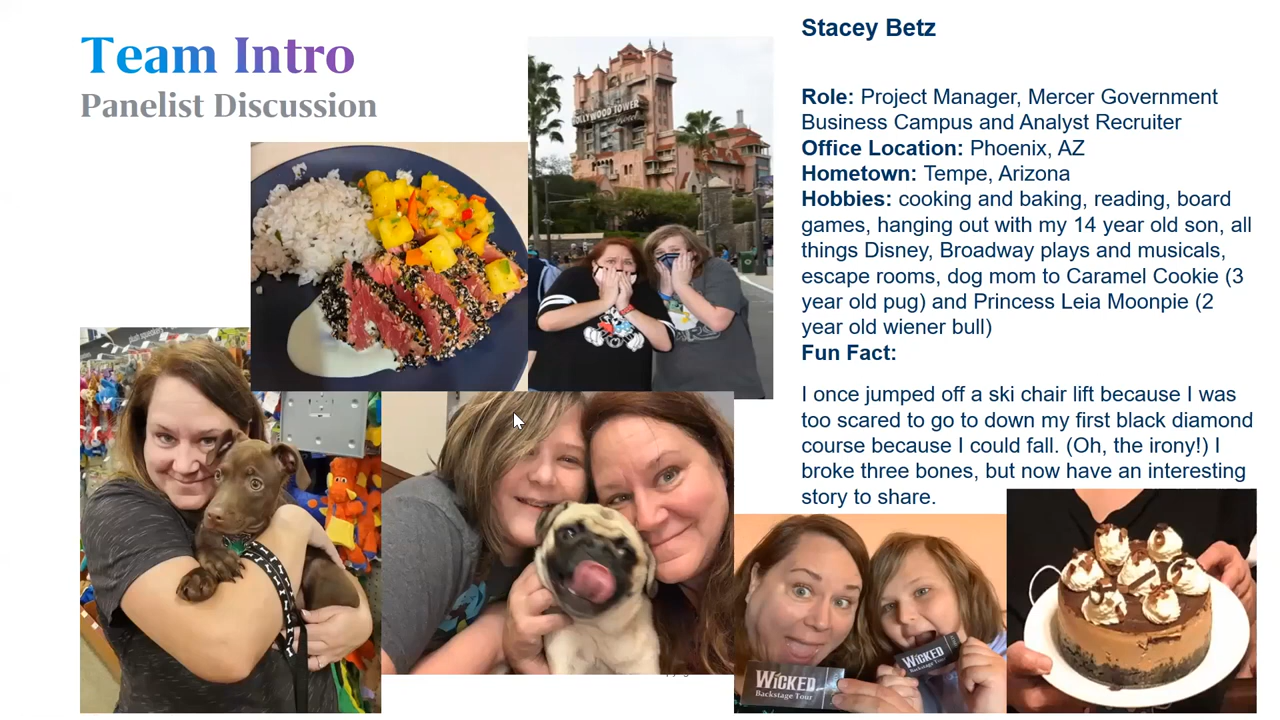 Team Intro
Panelist Discussion
Stacey Betz
Role: Project Manager, Mercer Government
Business Campus and Analyst Recruiter
Office Location: Phoenix, AZ
Hometown: Tempe, Arizona
Hobbies: cooking and baking, reading, board
games, hanging out with my 14 year old son, all
things Disney, Broadway plays and musicals,
escape rooms, dog mom to Caramel Cookie (3
year old pug) and Princess Leia Moonpie (2
year old wiener bull)
Fun Fact:
I once jumped off a ski chair lift because I was
too scared to go to down my first black diamond
course because I could fall. (Oh, the irony!) I
broke three bones, but now have an interesting
story to share.
HOLLYWOOD TOWER
WICKED
Backstage Tour
WICKED
Backstage Tour